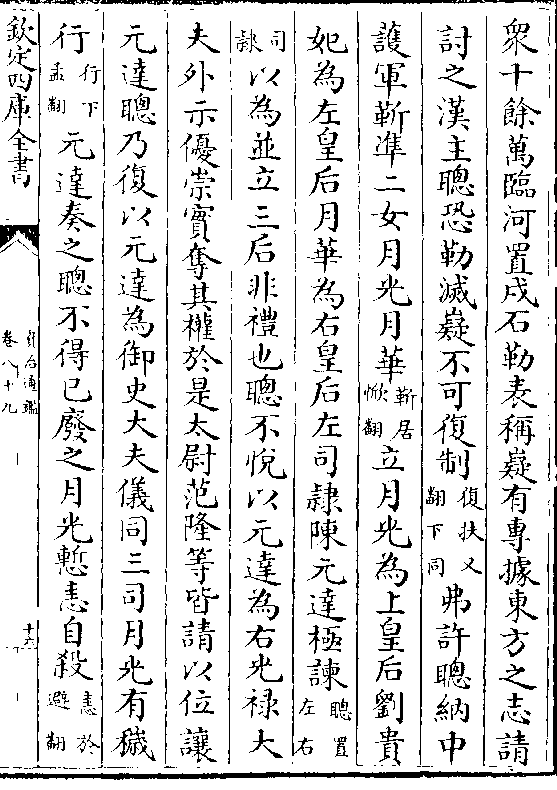 衆十餘萬臨河置戍石勒表稱嶷有專據東方之志請
討之漢主聰恐勒滅嶷不可復制復扶又翻下同弗許聰納中
護軍靳準二女月光月華靳居惞翻立月光為上皇后劉貴
妃為左皇后月華為右皇后左司隸陳元達極諫聰置左右
司隸以為並立三后非禮也聰不悅以元達為右光禄大
夫外示優崇實奪其權於是太尉范隆等皆請以位讓
元達聰乃復以元達為御史大夫儀同三司月光有穢
行行下孟翻元達奏之聰不得已廢之月光慙恚自殺恚於避翻
欽定四庫全書
資治通鑑
卷八十九
十六